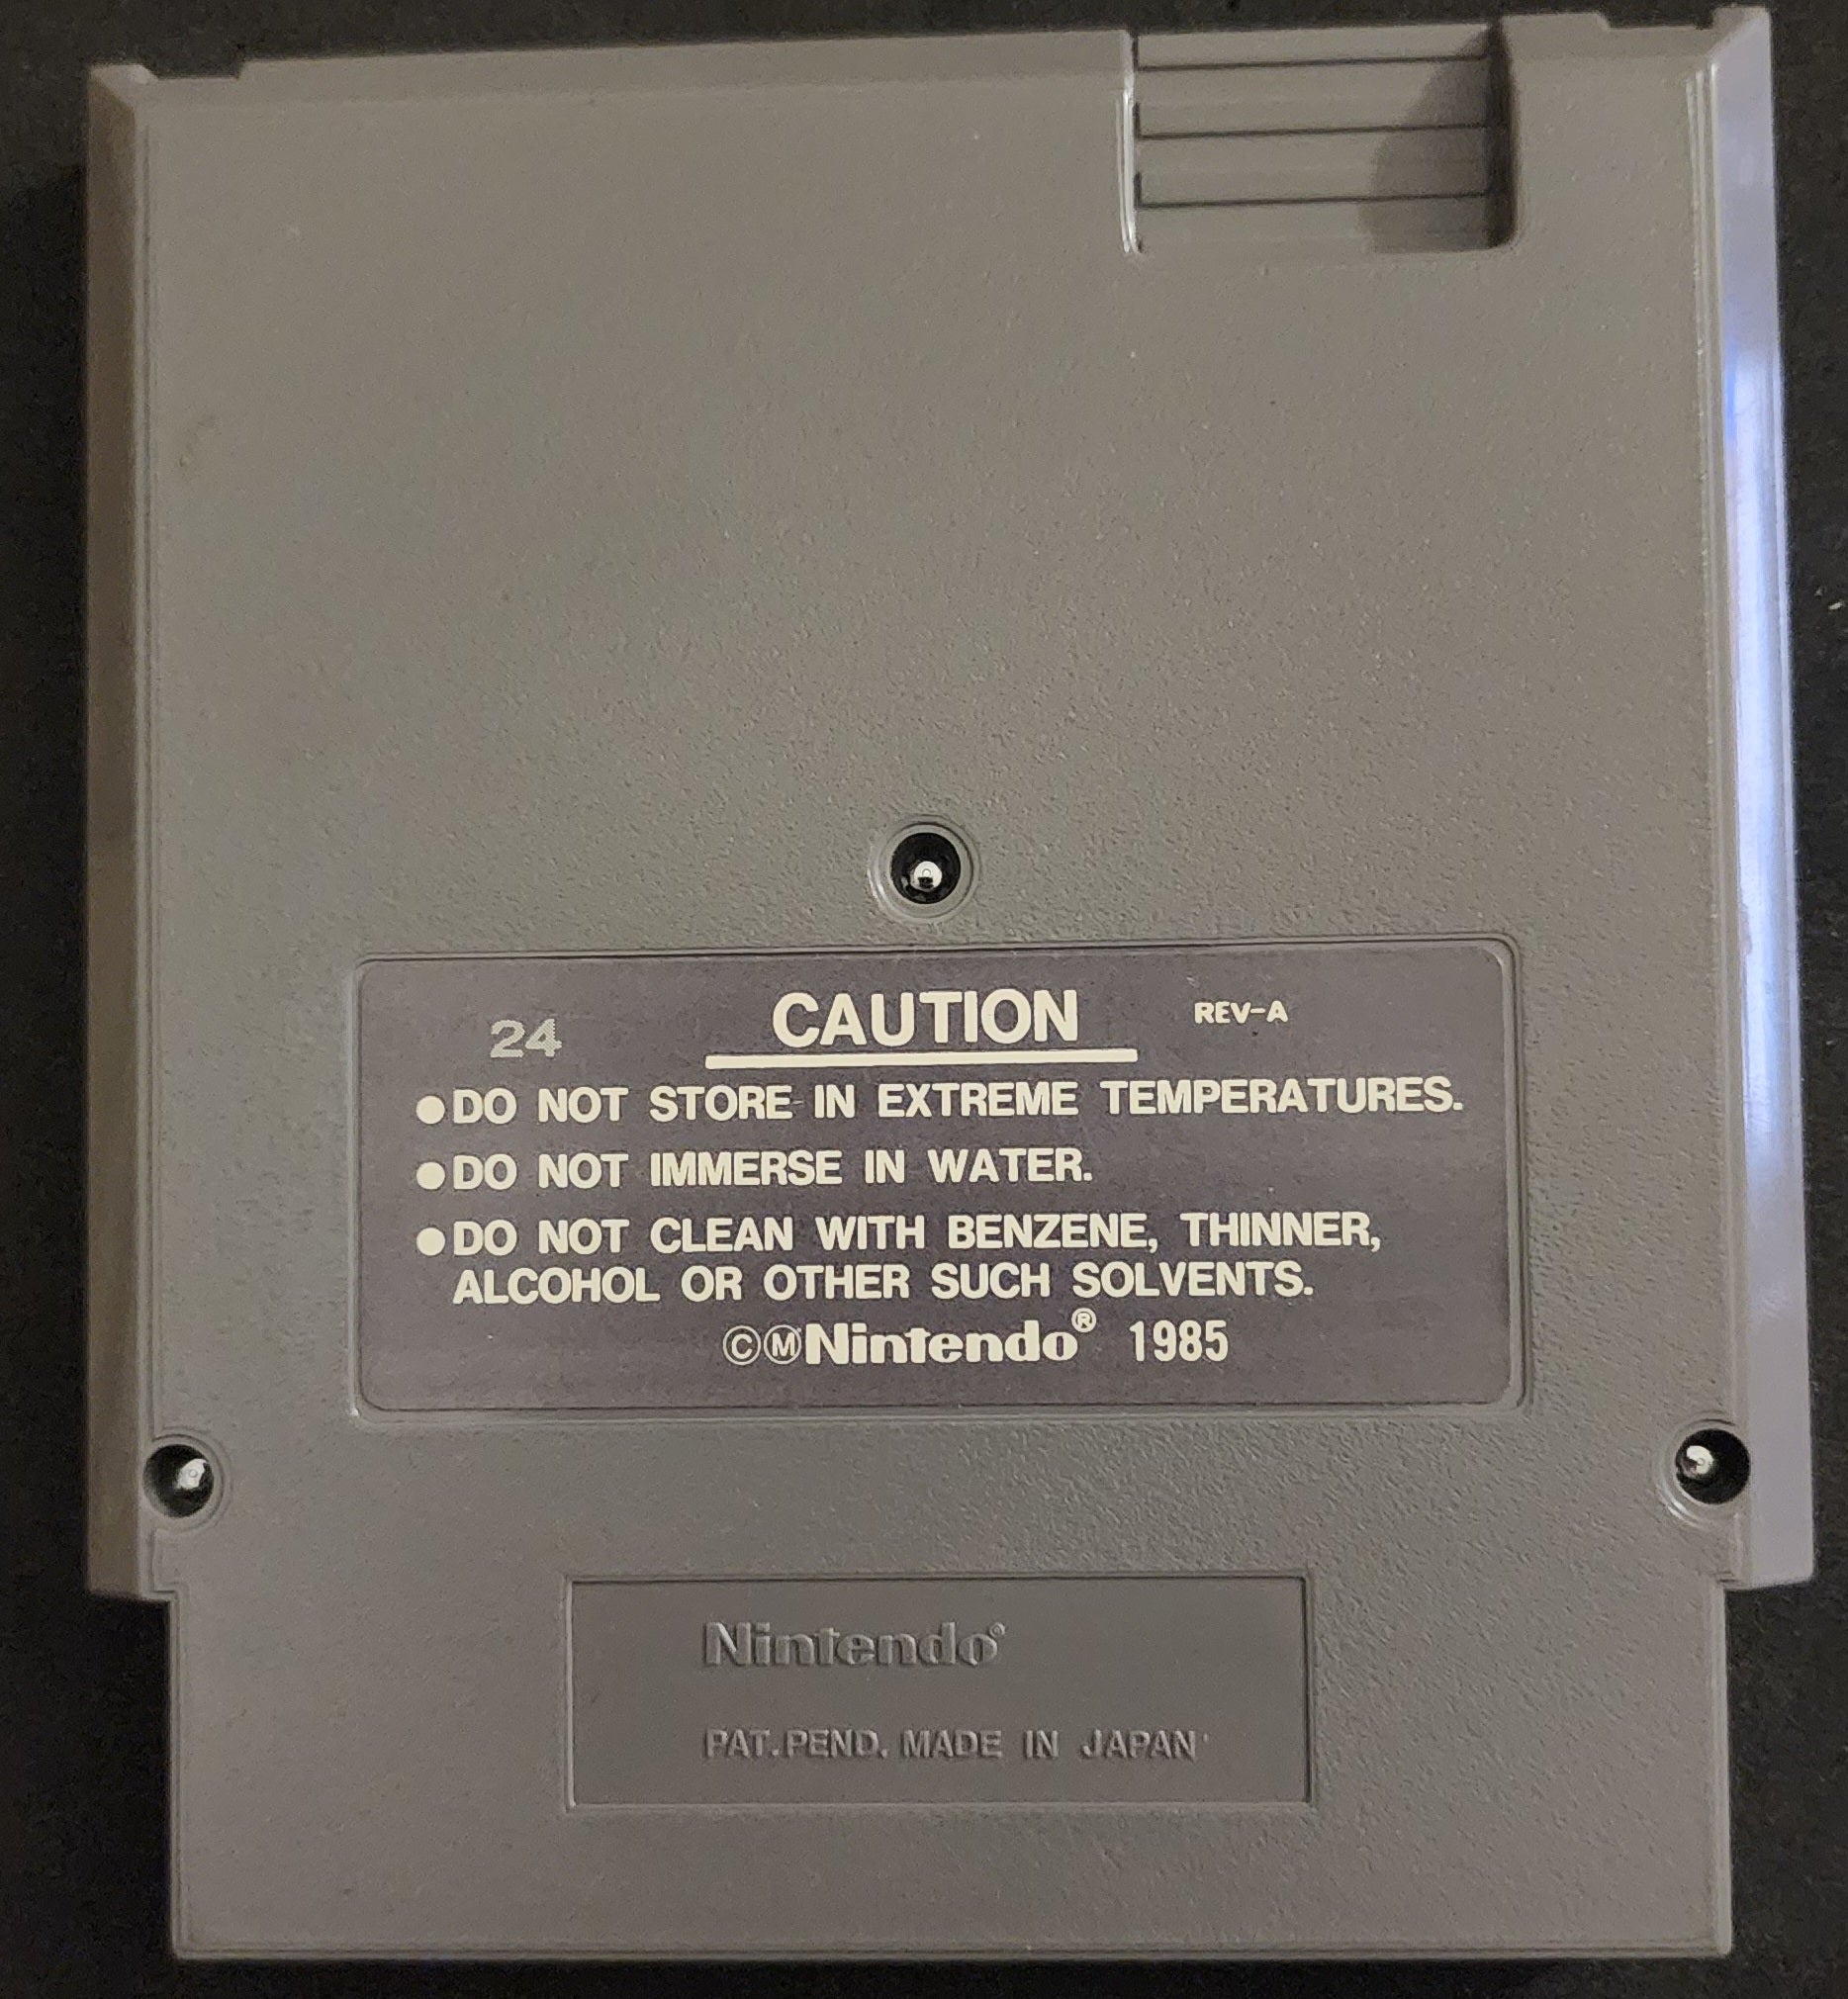 24 CAUTION REV-A
●DO NOT STORE IN EXTREME TEMPERATURES.
●DO NOT IMMERSE IN WATER.
●DO NOT CLEAN WITH BENZENE, THINNER,
ALCOHOL OR OTHER SUCH SOLVENTS.
©ⓂNintendo® 1985
Nintendo®
PAT.PEND. MADE IN JAPAN